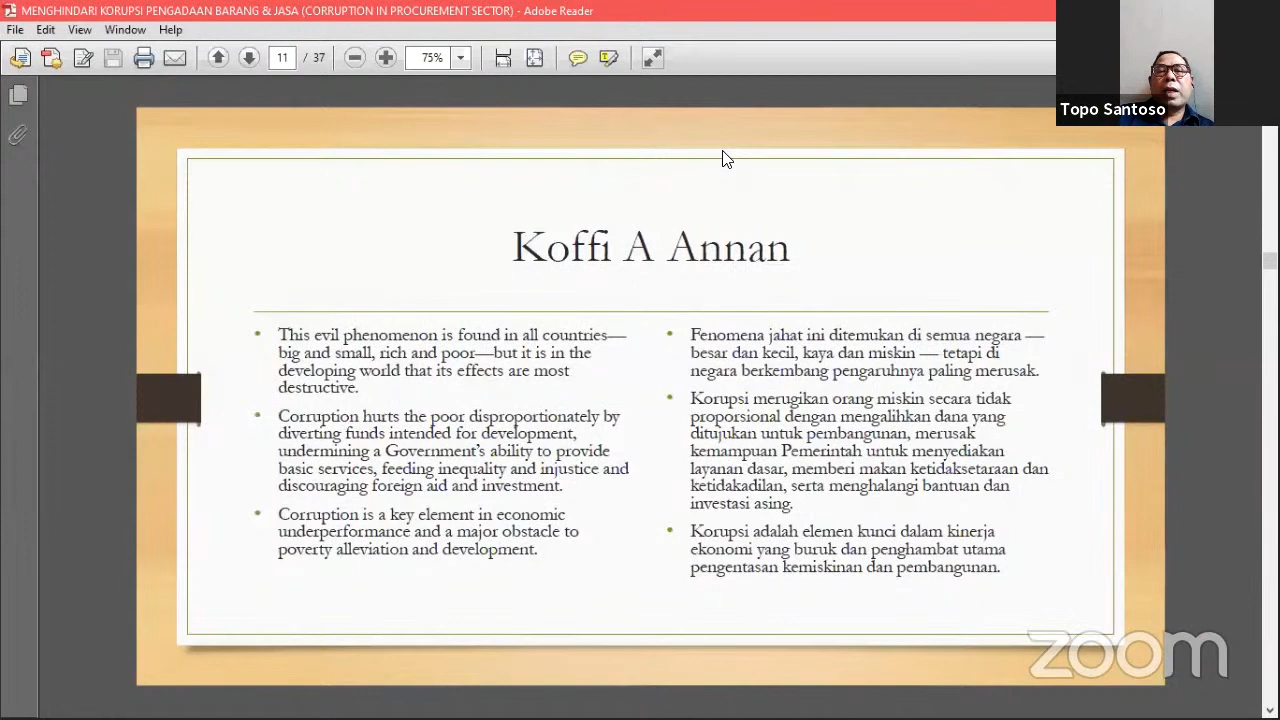 MENGHINDARI KORUPSI PENGADAAN BARANG & JASA (CORRUPTION IN PROCUREMENT SECTOR) - Adobe Reader
File Edit View Window Help
11 / 37 75%
Topo Santoso
Koffi A Annan
• This evil phenomenon is found in all countries—
big and small, rich and poor—but it is in the
developing world that its effects are most
destructive.
• Corruption hurts the poor disproportionately by
diverting funds intended for development,
undermining a Government's ability to provide
basic services, feeding inequality and injustice and
discouraging foreign aid and investment.
• Corruption is a key element in economic
underperformance and a major obstacle to
poverty alleviation and development.
• Fenomena jahat ini ditemukan di semua negara —
besar dan kecil, kaya dan miskin — tetapi di
negara berkembang pengaruhnya paling merusak.
• Korupsi merugikan orang miskin secara tidak
proporsional dengan mengalihkan dana yang
ditujukan untuk pembangunan, merusak
kemampuan Pemerintah untuk menyediakan
layanan dasar, memberi makan ketidaksetaraan dan
ketidakadilan, serta menghalangi bantuan dan
investasi asing.
• Korupsi adalah elemen kunci dalam kinerja
ekonomi yang buruk dan penghambat utama
pengentasan kemiskinan dan pembangunan.
zoom